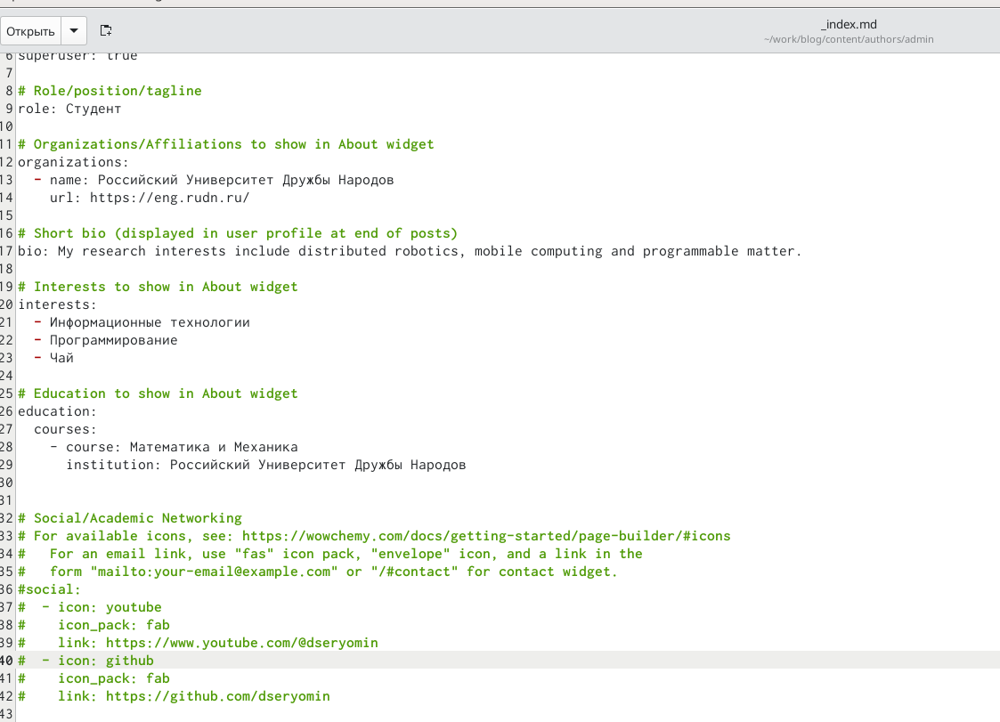 Открыть
_index.md
~/work/blog/content/authors/admin
6 superuser: true
7
8 # Role/position/tagline
9 role: Студент
10
11 # Organizations/Affiliations to show in About widget
12 organizations:
13   - name: Российский Университет Дружбы Народов
14     url: https://eng.rudn.ru/
15
16 # Short bio (displayed in user profile at end of posts)
17 bio: My research interests include distributed robotics, mobile computing and programmable matter.
18
19 # Interests to show in About widget
20 interests:
21   - Информационные технологии
22   - Программирование
23   - Чай
24
25 # Education to show in About widget
26 education:
27   courses:
28     - course: Математика и Механика
29       institution: Российский Университет Дружбы Народов
30
31
32 # Social/Academic Networking
33 # For available icons, see: https://wowchemy.com/docs/getting-started/page-builder/#icons
34 #   For an email link, use "fas" icon pack, "envelope" icon, and a link in the
35 #   form "mailto:your-email@example.com" or "/#contact" for contact widget.
36 #social:
37 #  - icon: youtube
38 #    icon_pack: fab
39 #    link: https://www.youtube.com/@dseryomin
40 #  - icon: github
41 #    icon_pack: fab
42 #    link: https://github.com/dseryomin
43